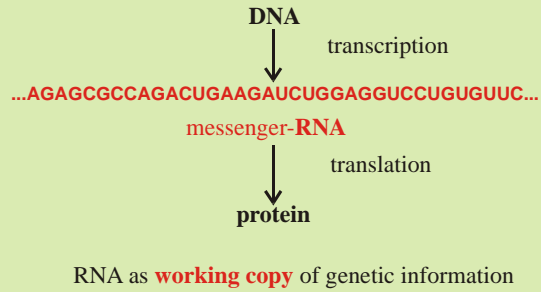 DNA
transcription
...AGAGCGCCAGACUGAAGAUCUGGAGGUCCUGUGUUC...
messenger-RNA
translation
protein
RNA as working copy of genetic information